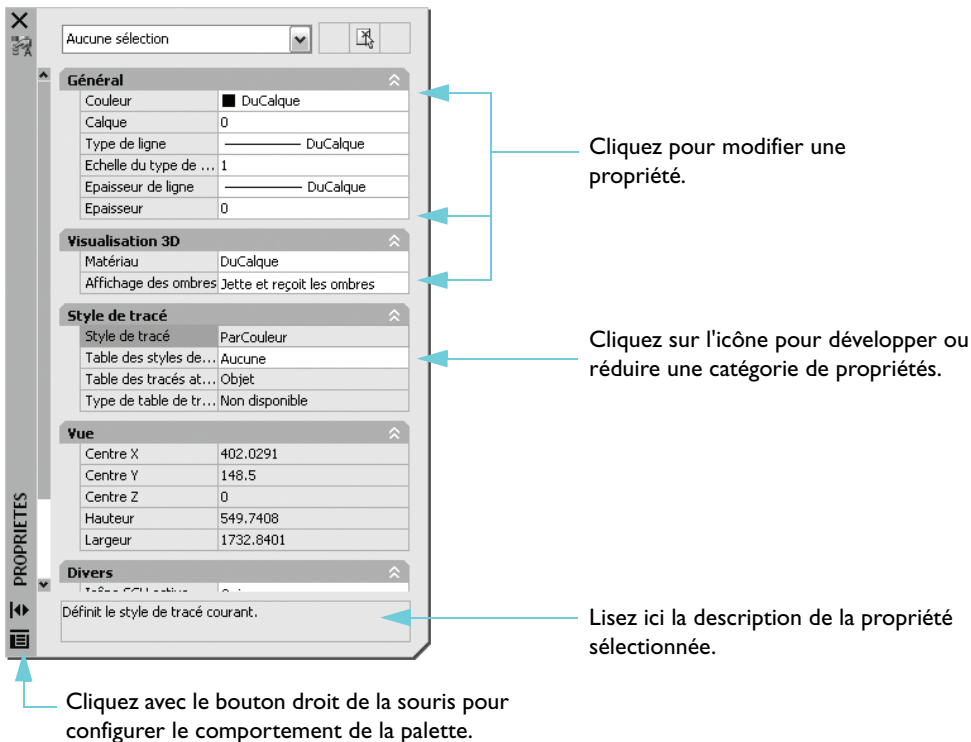 Aucune sélection
Général
Couleur DuCalque
Calque 0
Type de ligne DuCalque
Echelle du type de ... 1
Epaisseur de ligne DuCalque
Epaisseur 0
Visualisation 3D
Matériau DuCalque
Affichage des ombres Jette et reçoit les ombres
Style de tracé
Style de tracé ParCouleur
Table des styles de... Aucune
Table des tracés at... Objet
Type de table de tr... Non disponible
Vue
Centre X 402.0291
Centre Y 148.5
Centre Z 0
Hauteur 549.7408
Largeur 1732.8401
Divers
Définit le style de tracé courant.
PROPRIETES
Cliquez pour modifier une
propriété.
Cliquez sur l'icône pour développer ou
réduire une catégorie de propriétés.
Lisez ici la description de la propriété
sélectionnée.
Cliquez avec le bouton droit de la souris pour
configurer le comportement de la palette.